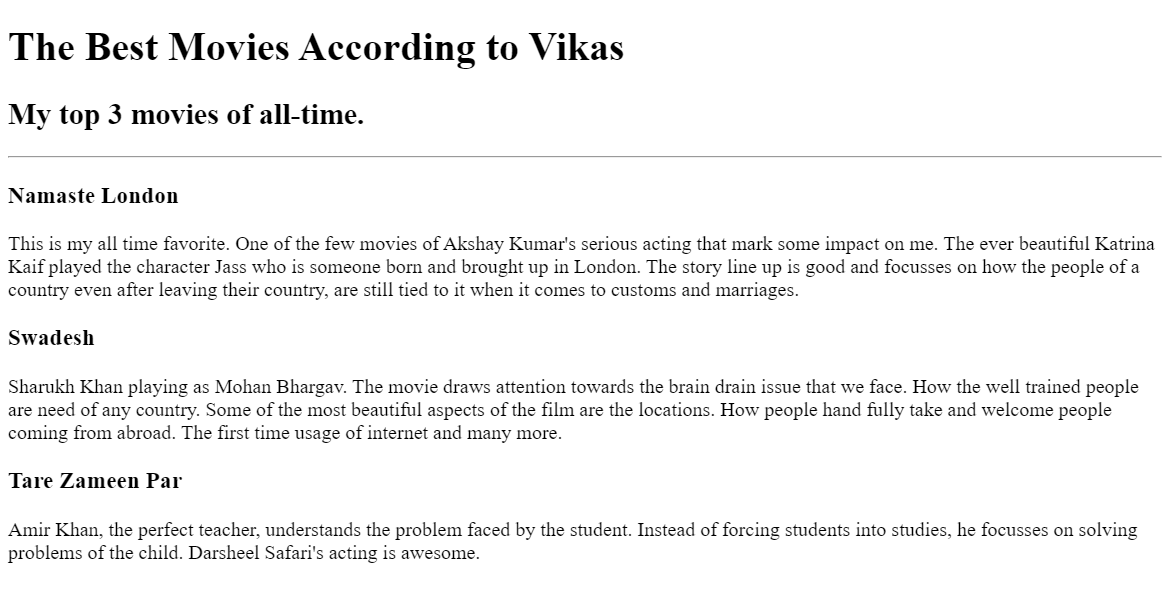 The Best Movies According to Vikas
My top 3 movies of all-time.
Namaste London
This is my all time favorite. One of the few movies of Akshay Kumar's serious acting that mark some impact on me. The ever beautiful Katrina
Kaif played the character Jass who is someone born and brought up in London. The story line up is good and focusses on how the people of a
country even after leaving their country, are still tied to it when it comes to customs and marriages.
Swadesh
Sharukh Khan playing as Mohan Bhargav. The movie draws attention towards the brain drain issue that we face. How the well trained people
are need of any country. Some of the most beautiful aspects of the film are the locations. How people hand fully take and welcome people
coming from abroad. The first time usage of internet and many more.
Tare Zameen Par
Amir Khan, the perfect teacher, understands the problem faced by the student. Instead of forcing students into studies, he focusses on solving
problems of the child. Darsheel Safari's acting is awesome.